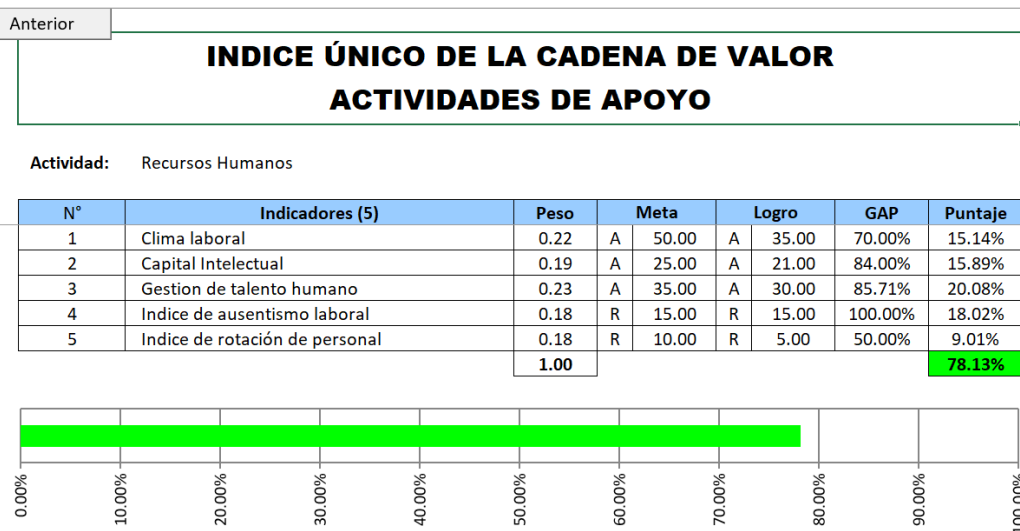 Anterior
INDICE ÚNICO DE LA CADENA DE VALOR
ACTIVIDADES DE APOYO
Actividad: Recursos Humanos
N° Indicadores (5) Peso Meta Logro GAP Puntaje
1 Clima laboral 0.22 A 50.00 A 35.00 70.00% 15.14%
2 Capital Intelectual 0.19 A 25.00 A 21.00 84.00% 15.89%
3 Gestion de talento humano 0.23 A 35.00 A 30.00 85.71% 20.08%
4 Indice de ausentismo laboral 0.18 R 15.00 R 15.00 100.00% 18.02%
5 Indice de rotación de personal 0.18 R 10.00 R 5.00 50.00% 9.01%
1.00 78.13%
0.00% 10.00% 20.00% 30.00% 40.00% 50.00% 60.00% 70.00% 80.00% 90.00% 100.00%